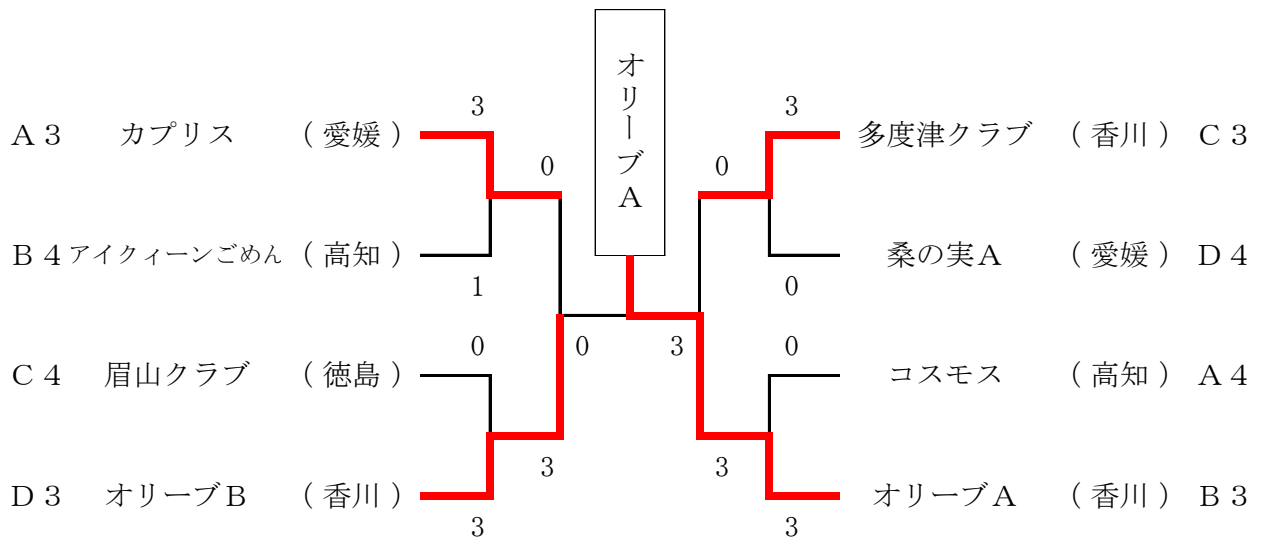 オリーブA
3 3
A3 カプリス (愛媛) 多度津クラブ (香川) C3
0 0
B4 アイクィーンごめん (高知) 桑の実A (愛媛) D4
1 0
0 0 3 0
C4 眉山クラブ (徳島) コスモス (高知) A4
3 3
D3 オリーブB (香川) オリーブA (香川) B3
3 3